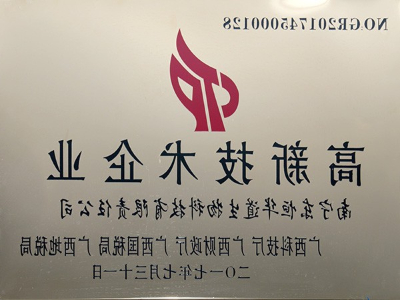 NO.GR201745000128
高新技术企业
南宁东恒华道生物科技有限责任公司
广西科技厅 广西财政厅 广西国税局 广西地税局
二〇一七年七月三十一日